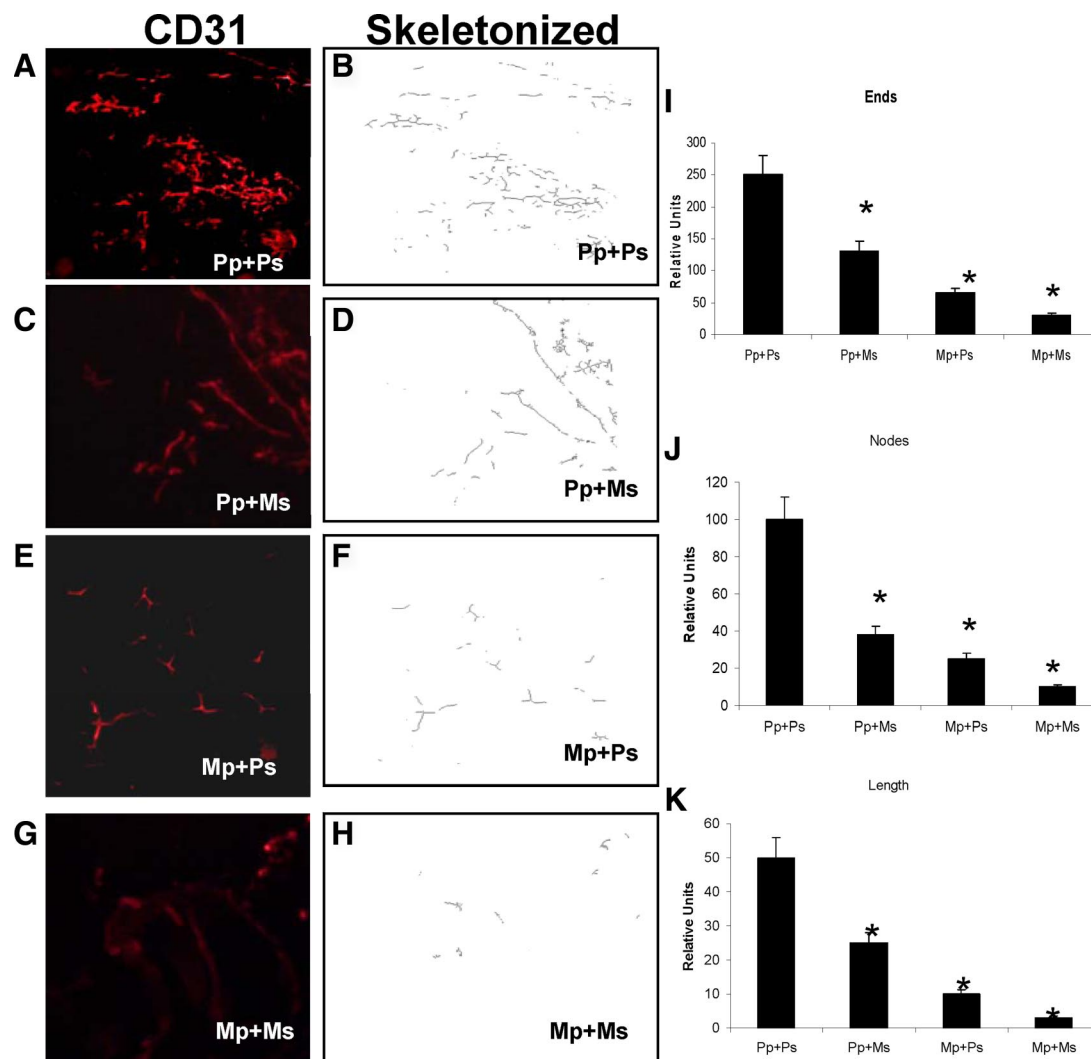 CD31 Skeletonized
A
Pp+Ps
B
Pp+Ps
C
Pp+Ms
D
Pp+Ms
E
Mp+Ps
F
Mp+Ps
G
Mp+Ms
H
Mp+Ms
I
Ends
Relative Units
300
250
200
150
100
50
0
* * *
Pp+Ps Pp+Ms Mp+Ps Mp+Ms
J
Nodes
Relative Units
120
100
80
60
40
20
0
* * *
Pp+Ps Pp+Ms Mp+Ps Mp+Ms
K
Length
Relative Units
60
50
40
30
20
10
0
* * *
Pp+Ps Pp+Ms Mp+Ps Mp+Ms